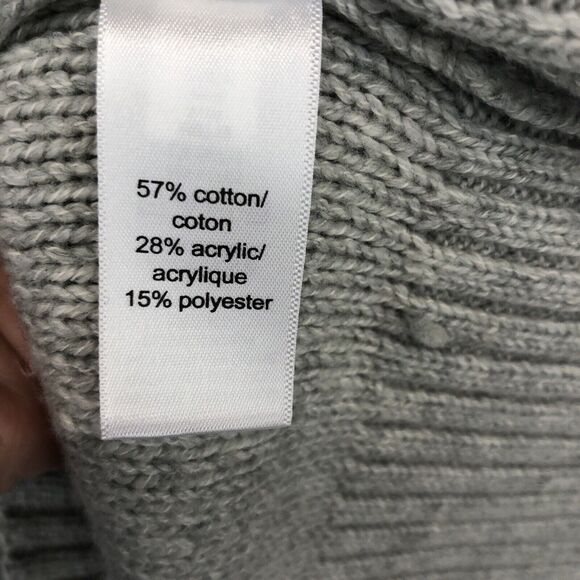 57% cotton/
coton
28% acrylic/
acrylique
15% polyester